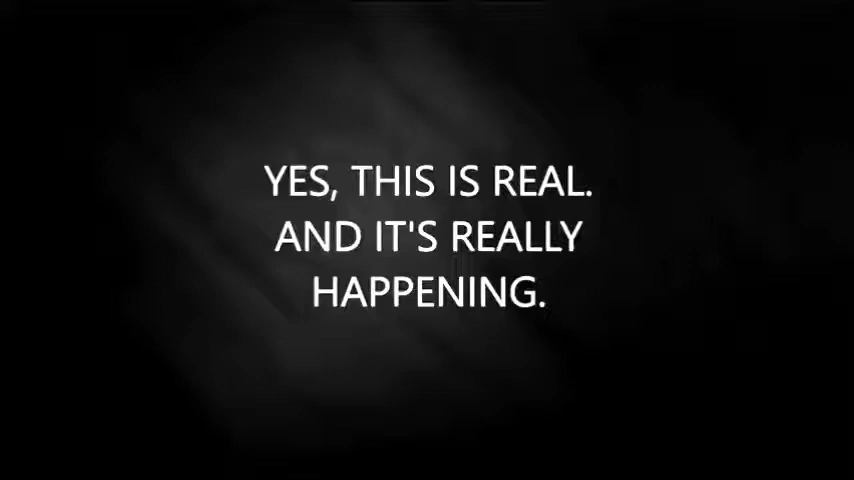 YES, THIS IS REAL.
AND IT'S REALLY
HAPPENING.